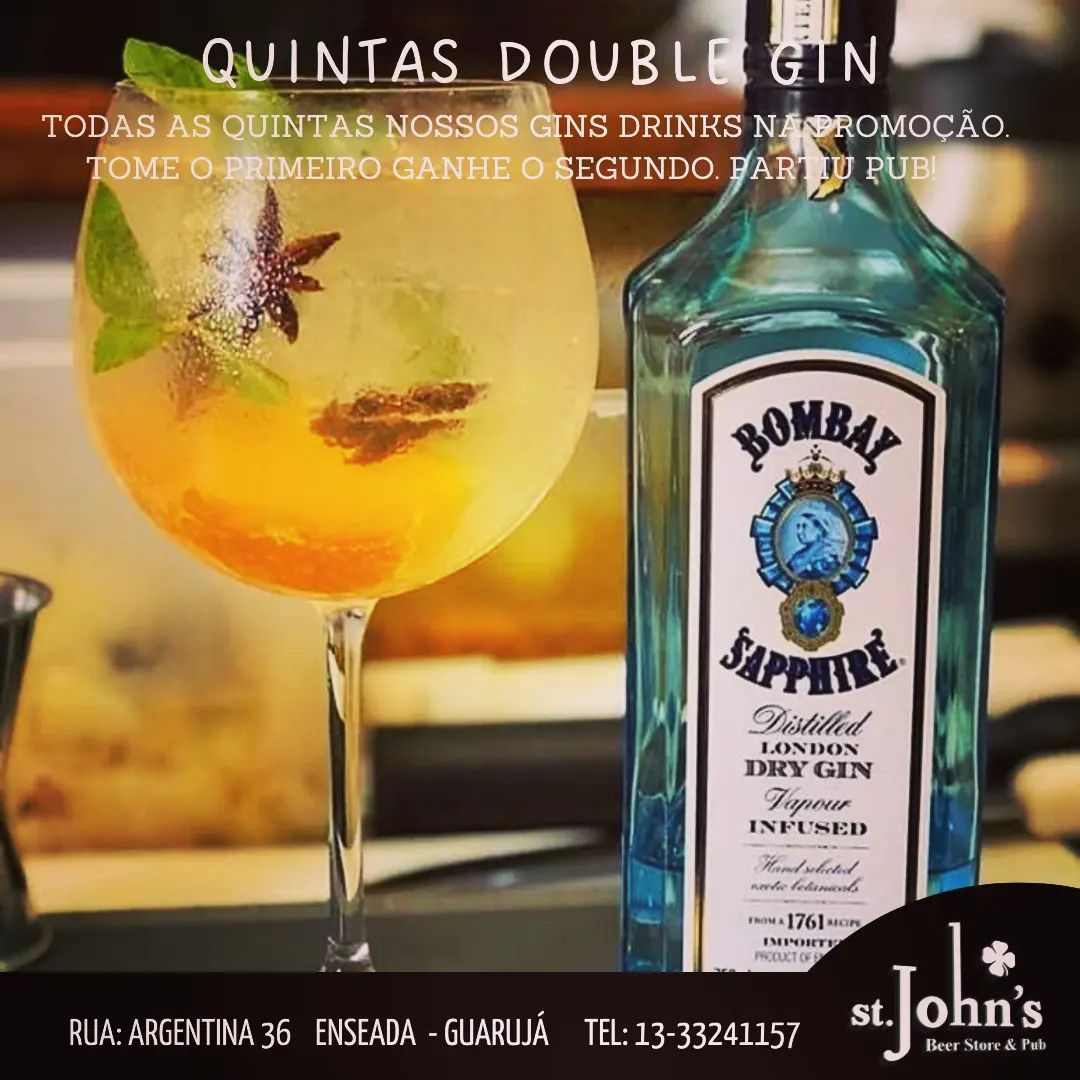 QUINTAS DOUBLE GIN
TODAS AS QUINTAS NOSSOS GINS DRINKS NA PROMOÇÃO.
TOME O PRIMEIRO GANHE O SEGUNDO. PARTIU PUB!
BOMBAY
SAPPHIRE
Distilled
LONDON
DRY GIN
Vapour
INFUSED
Hand selected
exotic botanicals
FROM A 1761 RECIPE
PRODUCT OF
st. John's
Beer Store & Pub
RUA: ARGENTINA 36 ENSEADA - GUARUJÁ TEL: 13-33241157